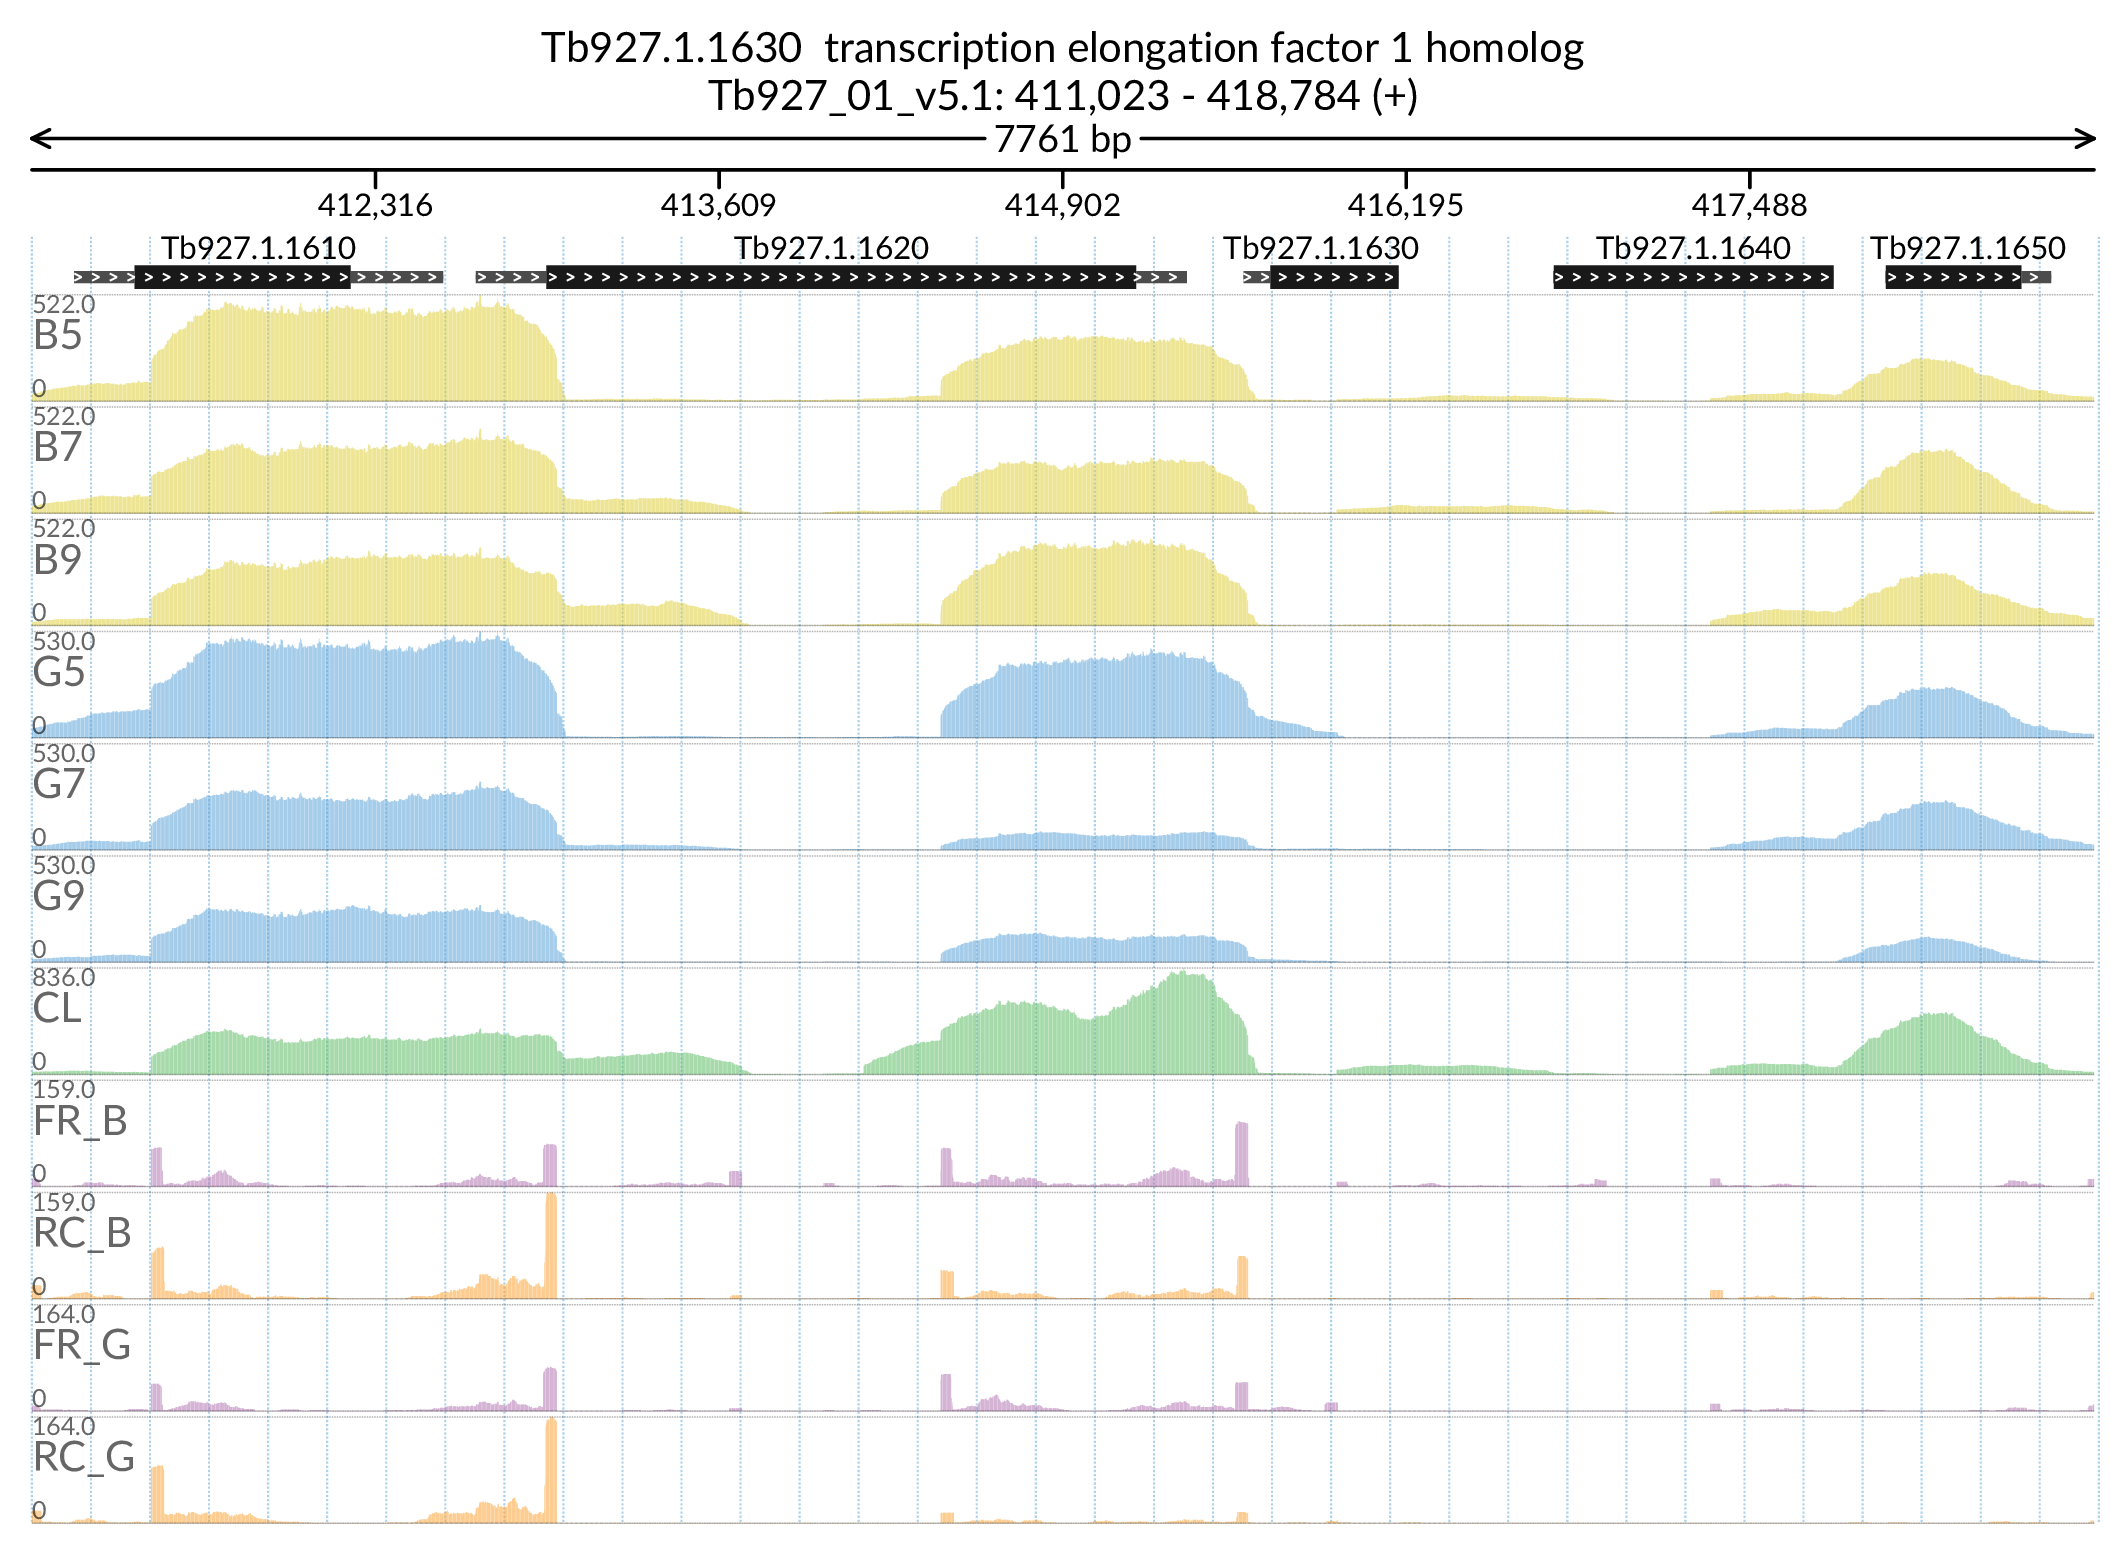 Tb927.1.1630  transcription elongation factor 1 homolog
Tb927_01_v5.1: 411,023 - 418,784 (+)
7761 bp
412,316 413,609 414,902 416,195 417,488
Tb927.1.1610 Tb927.1.1620 Tb927.1.1630 Tb927.1.1640 Tb927.1.1650
522.0
B5
0
522.0
B7
0
522.0
B9
0
530.0
G5
0
530.0
G7
0
530.0
G9
0
836.0
CL
0
159.0
FR_B
0
159.0
RC_B
0
164.0
FR_G
0
164.0
RC_G
0